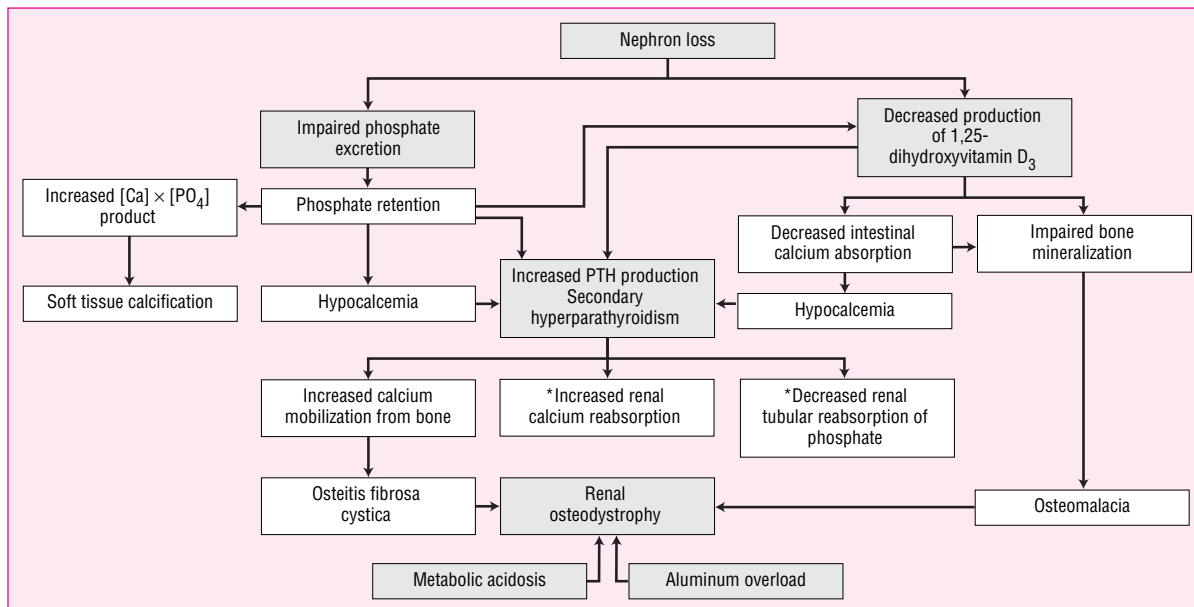 Nephron loss
Impaired phosphate
excretion
Decreased production
of 1,25-
dihydroxyvitamin D₃
Increased [Ca] × [PO₄]
product
Phosphate retention
Decreased intestinal
calcium absorption
Impaired bone
mineralization
Soft tissue calcification
Hypocalcemia
Increased PTH production
Secondary
hyperparathyroidism
Hypocalcemia
Increased calcium
mobilization from bone
*Increased renal
calcium reabsorption
*Decreased renal
tubular reabsorption of
phosphate
Osteitis fibrosa
cystica
Renal
osteodystrophy
Osteomalacia
Metabolic acidosis
Aluminum overload